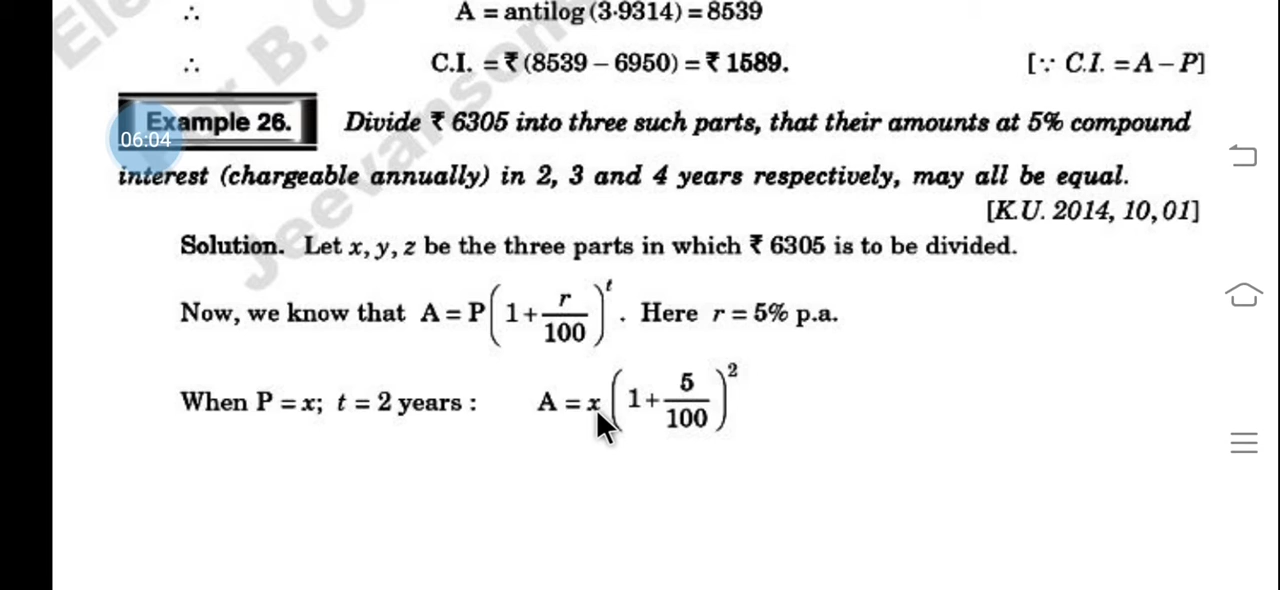 ∴ A = antilog (3·9314) = 8539
∴ C.I. = ₹ (8539 – 6950) = ₹ 1589. [∵ C.I. = A – P]
Example 26. Divide ₹ 6305 into three such parts, that their amounts at 5% compound
06:04
interest (chargeable annually) in 2, 3 and 4 years respectively, may all be equal.
[K.U. 2014, 10, 01]
Solution. Let x, y, z be the three parts in which ₹ 6305 is to be divided.
Now, we know that A = P(1 + r/100)^t . Here r = 5% p.a.
When P = x; t = 2 years : A = x(1 + 5/100)^2